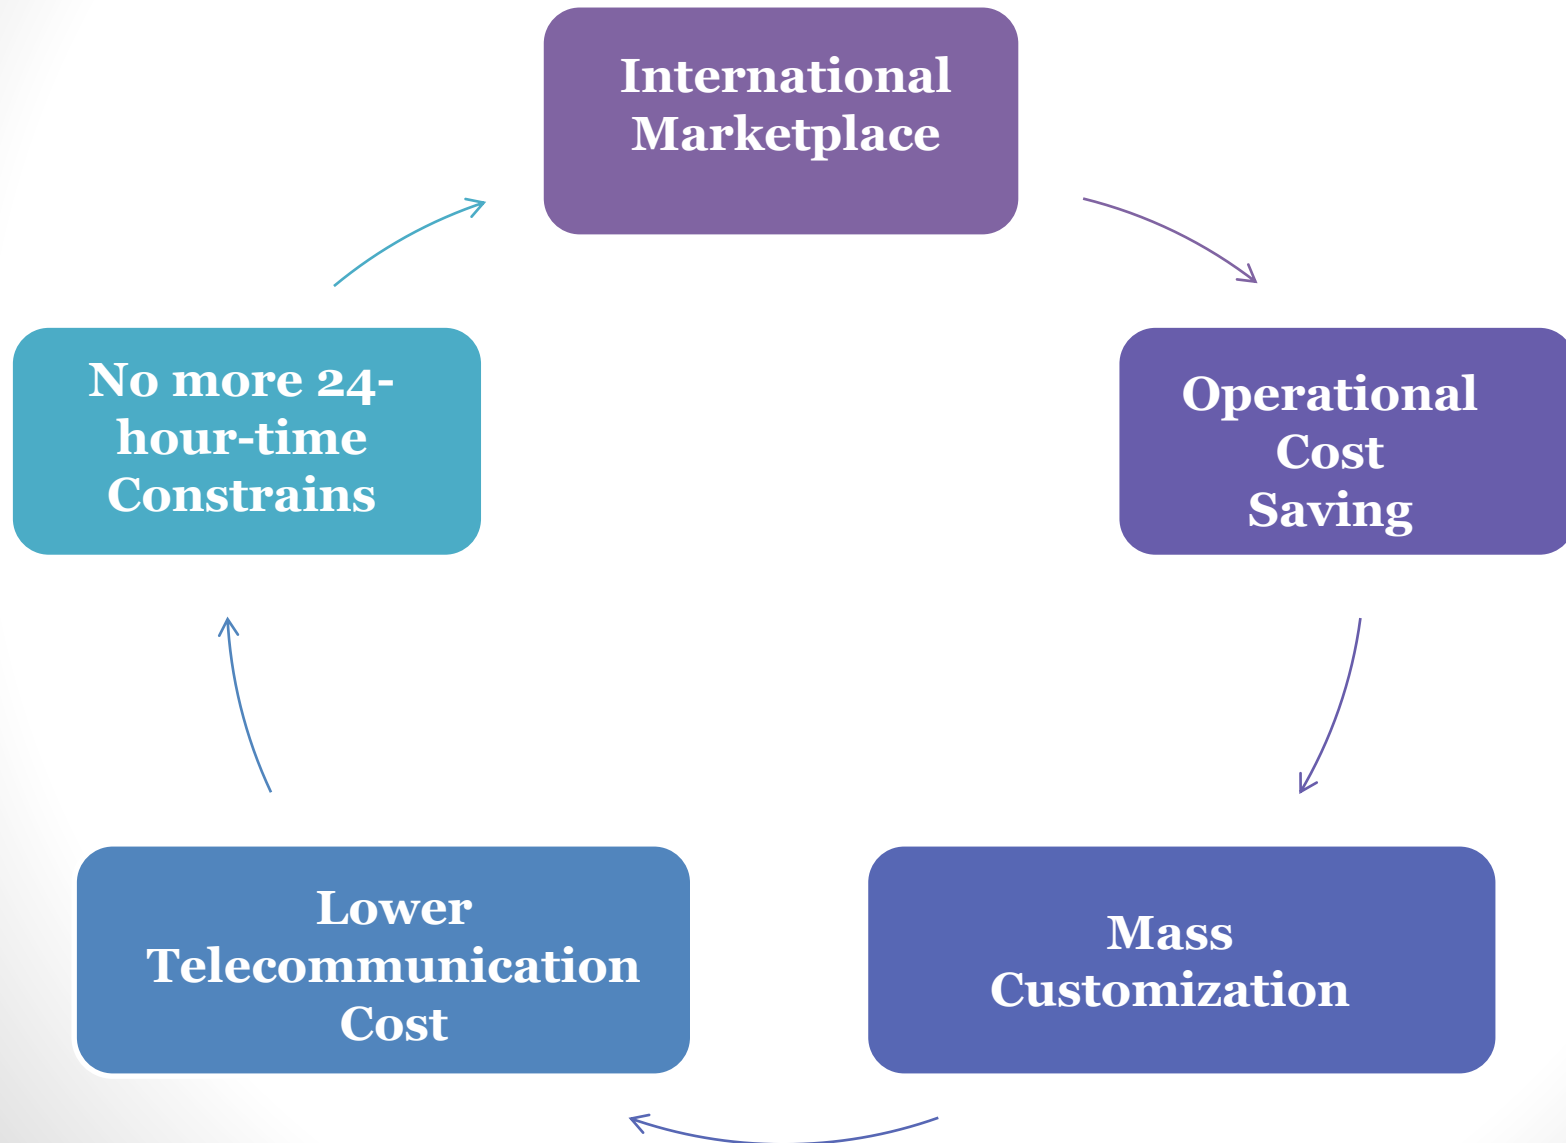 International
Marketplace
Operational
Cost
Saving
Mass
Customization
Lower
Telecommunication
Cost
No more 24-
hour-time
Constrains